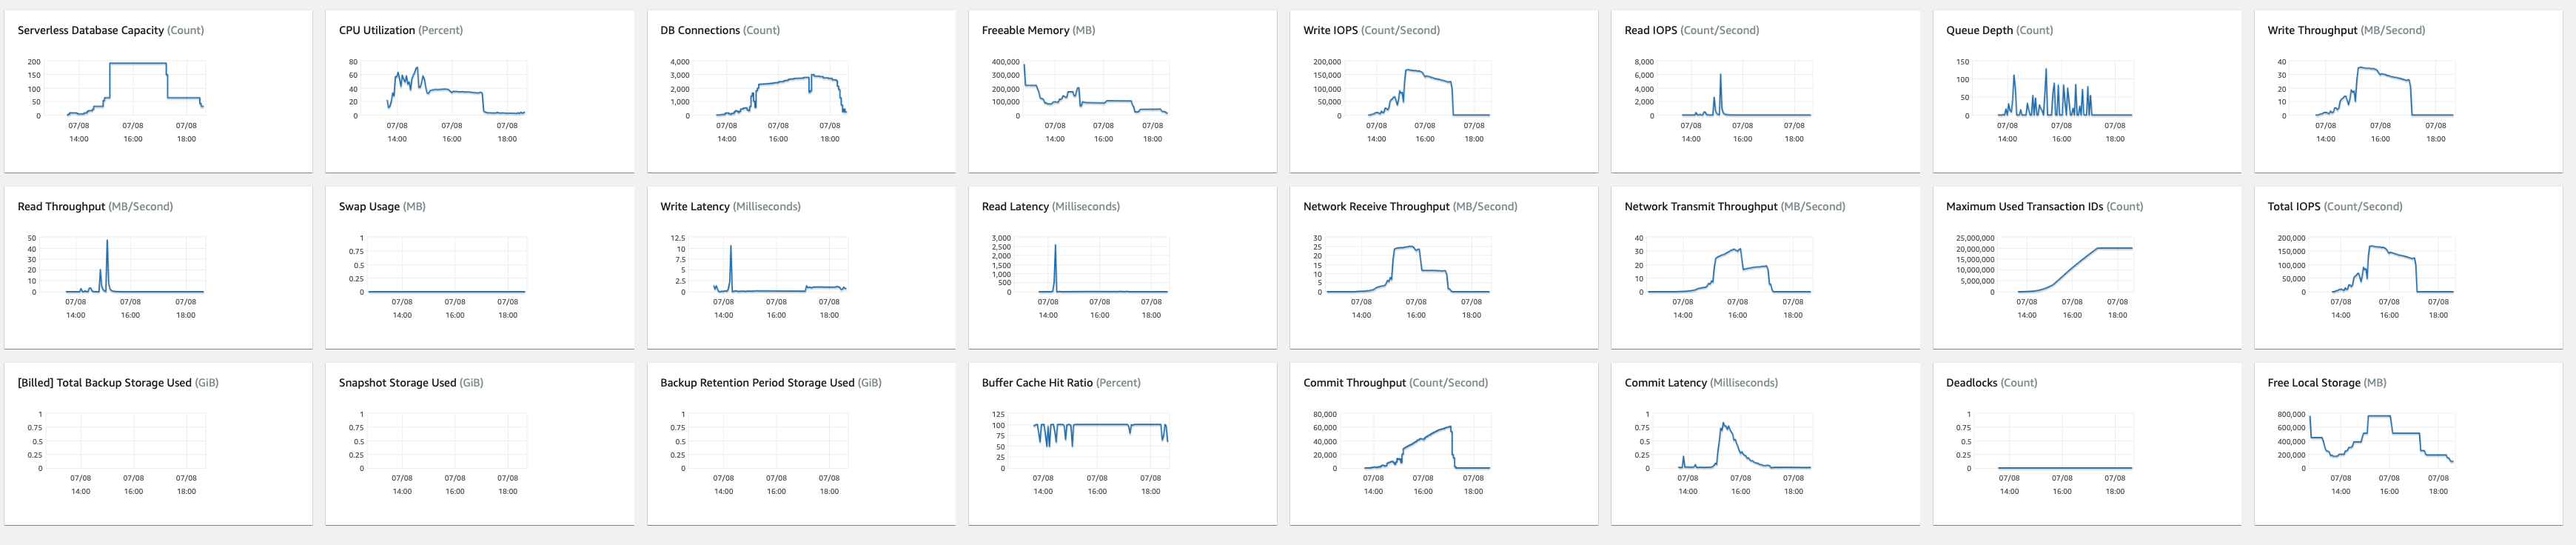 Serverless Database Capacity (Count)
200
150
100
50
0
07/08 07/08 07/08
14:00 16:00 18:00
CPU Utilization (Percent)
80
60
40
20
0
07/08 07/08 07/08
14:00 16:00 18:00
DB Connections (Count)
4,000
3,000
2,000
1,000
0
07/08 07/08 07/08
14:00 16:00 18:00
Freeable Memory (MB)
400,000
300,000
200,000
100,000
0
07/08 07/08 07/08
14:00 16:00 18:00
Write IOPS (Count/Second)
200,000
150,000
100,000
50,000
0
07/08 07/08 07/08
14:00 16:00 18:00
Read IOPS (Count/Second)
8,000
6,000
4,000
2,000
0
07/08 07/08 07/08
14:00 16:00 18:00
Queue Depth (Count)
150
100
50
0
07/08 07/08 07/08
14:00 16:00 18:00
Write Throughput (MB/Second)
40
30
20
10
0
07/08 07/08 07/08
14:00 16:00 18:00
Read Throughput (MB/Second)
50
40
30
20
10
0
07/08 07/08 07/08
14:00 16:00 18:00
Swap Usage (MB)
1
0.75
0.5
0.25
0
07/08 07/08 07/08
14:00 16:00 18:00
Write Latency (Milliseconds)
12.5
10
7.5
5
2.5
0
07/08 07/08 07/08
14:00 16:00 18:00
Read Latency (Milliseconds)
3,000
2,500
2,000
1,500
1,000
500
0
07/08 07/08 07/08
14:00 16:00 18:00
Network Receive Throughput (MB/Second)
30
25
20
15
10
5
0
07/08 07/08 07/08
14:00 16:00 18:00
Network Transmit Throughput (MB/Second)
40
30
20
10
0
07/08 07/08 07/08
14:00 16:00 18:00
Maximum Used Transaction IDs (Count)
25,000,000
20,000,000
15,000,000
10,000,000
5,000,000
0
07/08 07/08 07/08
14:00 16:00 18:00
Total IOPS (Count/Second)
200,000
150,000
100,000
50,000
0
07/08 07/08 07/08
14:00 16:00 18:00
[Billed] Total Backup Storage Used (GiB)
1
0.75
0.5
0.25
0
07/08 07/08 07/08
14:00 16:00 18:00
Snapshot Storage Used (GiB)
1
0.75
0.5
0.25
0
07/08 07/08 07/08
14:00 16:00 18:00
Backup Retention Period Storage Used (GiB)
1
0.75
0.5
0.25
0
07/08 07/08 07/08
14:00 16:00 18:00
Buffer Cache Hit Ratio (Percent)
125
100
75
50
25
0
07/08 07/08 07/08
14:00 16:00 18:00
Commit Throughput (Count/Second)
80,000
60,000
40,000
20,000
0
07/08 07/08 07/08
14:00 16:00 18:00
Commit Latency (Milliseconds)
1
0.75
0.5
0.25
0
07/08 07/08 07/08
14:00 16:00 18:00
Deadlocks (Count)
1
0.75
0.5
0.25
0
07/08 07/08 07/08
14:00 16:00 18:00
Free Local Storage (MB)
800,000
600,000
400,000
200,000
0
07/08 07/08 07/08
14:00 16:00 18:00